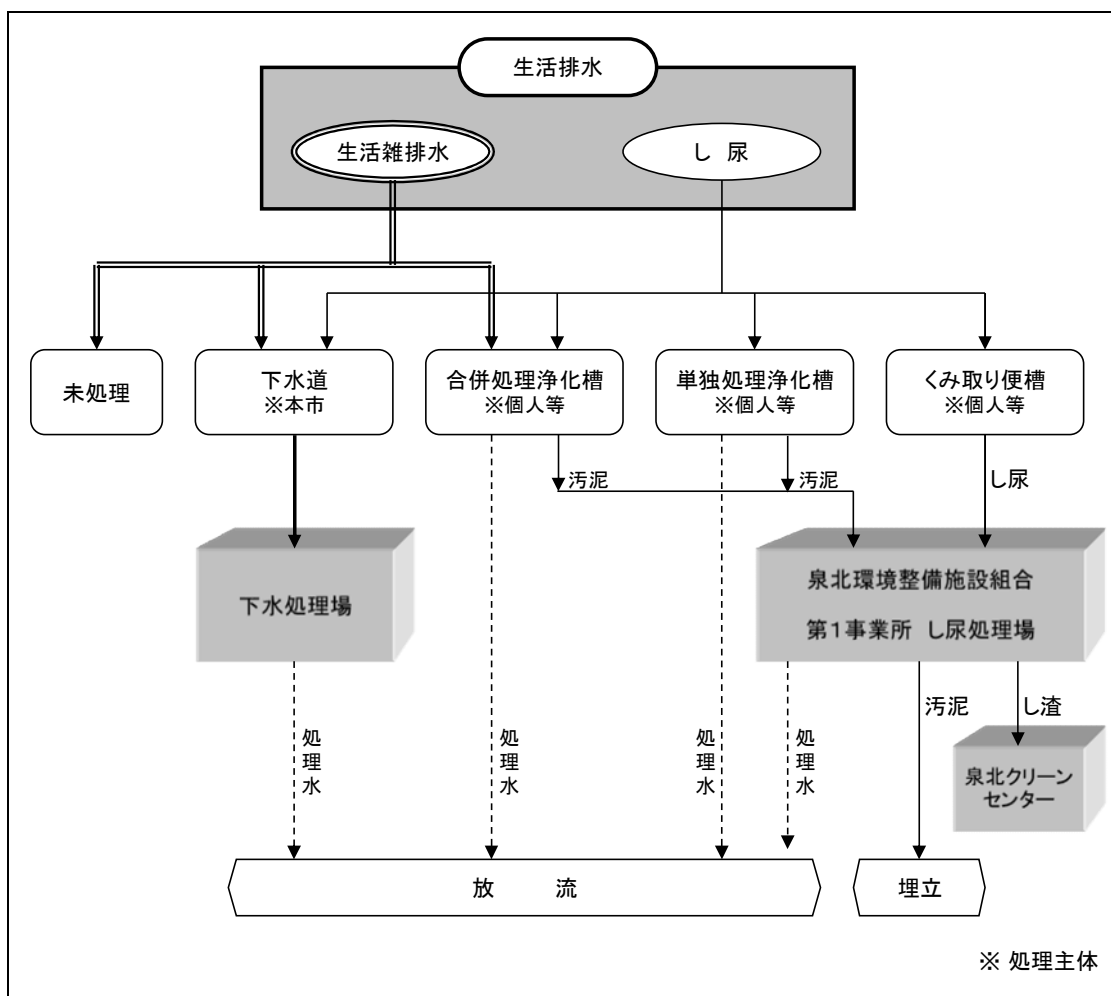 生活排水
生活雑排水
し 尿
未処理
下水道
※本市
合併処理浄化槽
※個人等
単独処理浄化槽
※個人等
くみ取り便槽
※個人等
汚泥
汚泥
し尿
下水処理場
泉北環境整備施設組合
第1事業所 し尿処理場
汚泥
し渣
処理水
処理水
処理水
処理水
泉北クリーン
センター
放 流
埋立
※ 処理主体